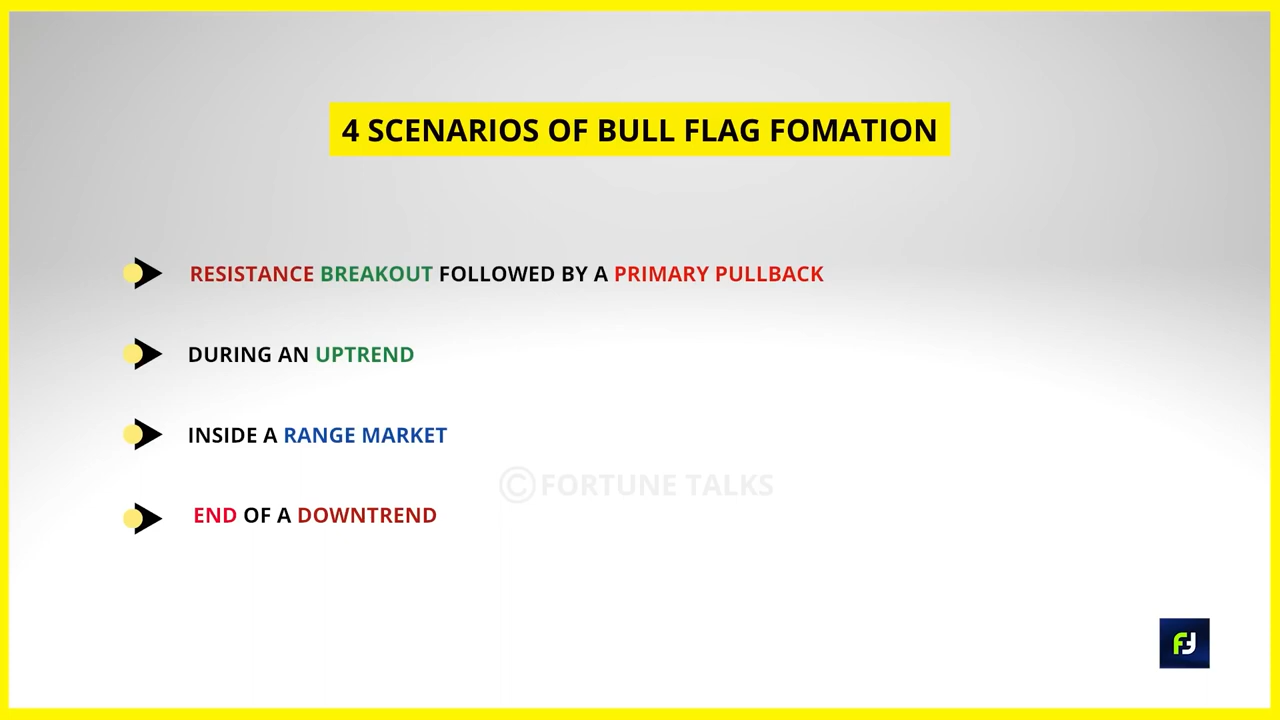 4 SCENARIOS OF BULL FLAG FOMATION
RESISTANCE BREAKOUT FOLLOWED BY A PRIMARY PULLBACK
DURING AN UPTREND
INSIDE A RANGE MARKET
© FORTUNE TALKS
END OF A DOWNTREND